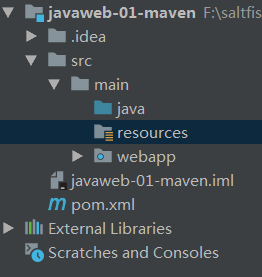 javaweb-01-maven F:\saltfis
.idea
src
main
java
resources
webapp
javaweb-01-maven.iml
pom.xml
External Libraries
Scratches and Consoles